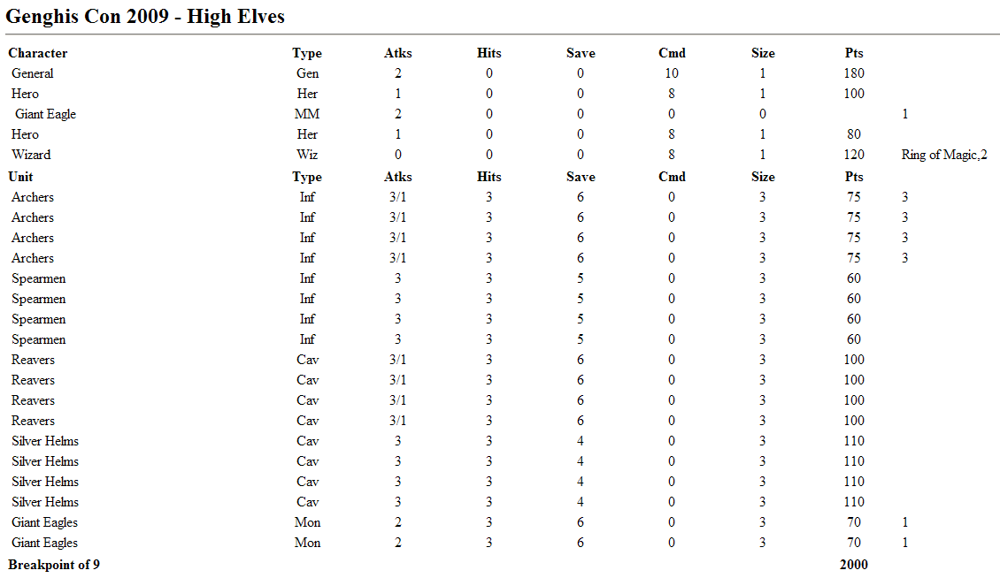 Genghis Con 2009 - High Elves
Character Type Atks Hits Save Cmd Size Pts
General Gen 2 0 0 10 1 180
Hero Her 1 0 0 8 1 100
Giant Eagle MM 2 0 0 0 0 1
Hero Her 1 0 0 8 1 80
Wizard Wiz 0 0 0 8 1 120 Ring of Magic,2
Unit Type Atks Hits Save Cmd Size Pts
Archers Inf 3/1 3 6 0 3 75 3
Archers Inf 3/1 3 6 0 3 75 3
Archers Inf 3/1 3 6 0 3 75 3
Archers Inf 3/1 3 6 0 3 75 3
Spearmen Inf 3 3 5 0 3 60
Spearmen Inf 3 3 5 0 3 60
Spearmen Inf 3 3 5 0 3 60
Spearmen Inf 3 3 5 0 3 60
Reavers Cav 3/1 3 6 0 3 100
Reavers Cav 3/1 3 6 0 3 100
Reavers Cav 3/1 3 6 0 3 100
Reavers Cav 3/1 3 6 0 3 100
Silver Helms Cav 3 3 4 0 3 110
Silver Helms Cav 3 3 4 0 3 110
Silver Helms Cav 3 3 4 0 3 110
Silver Helms Cav 3 3 4 0 3 110
Giant Eagles Mon 2 3 6 0 3 70 1
Giant Eagles Mon 2 3 6 0 3 70 1
Breakpoint of 9 2000